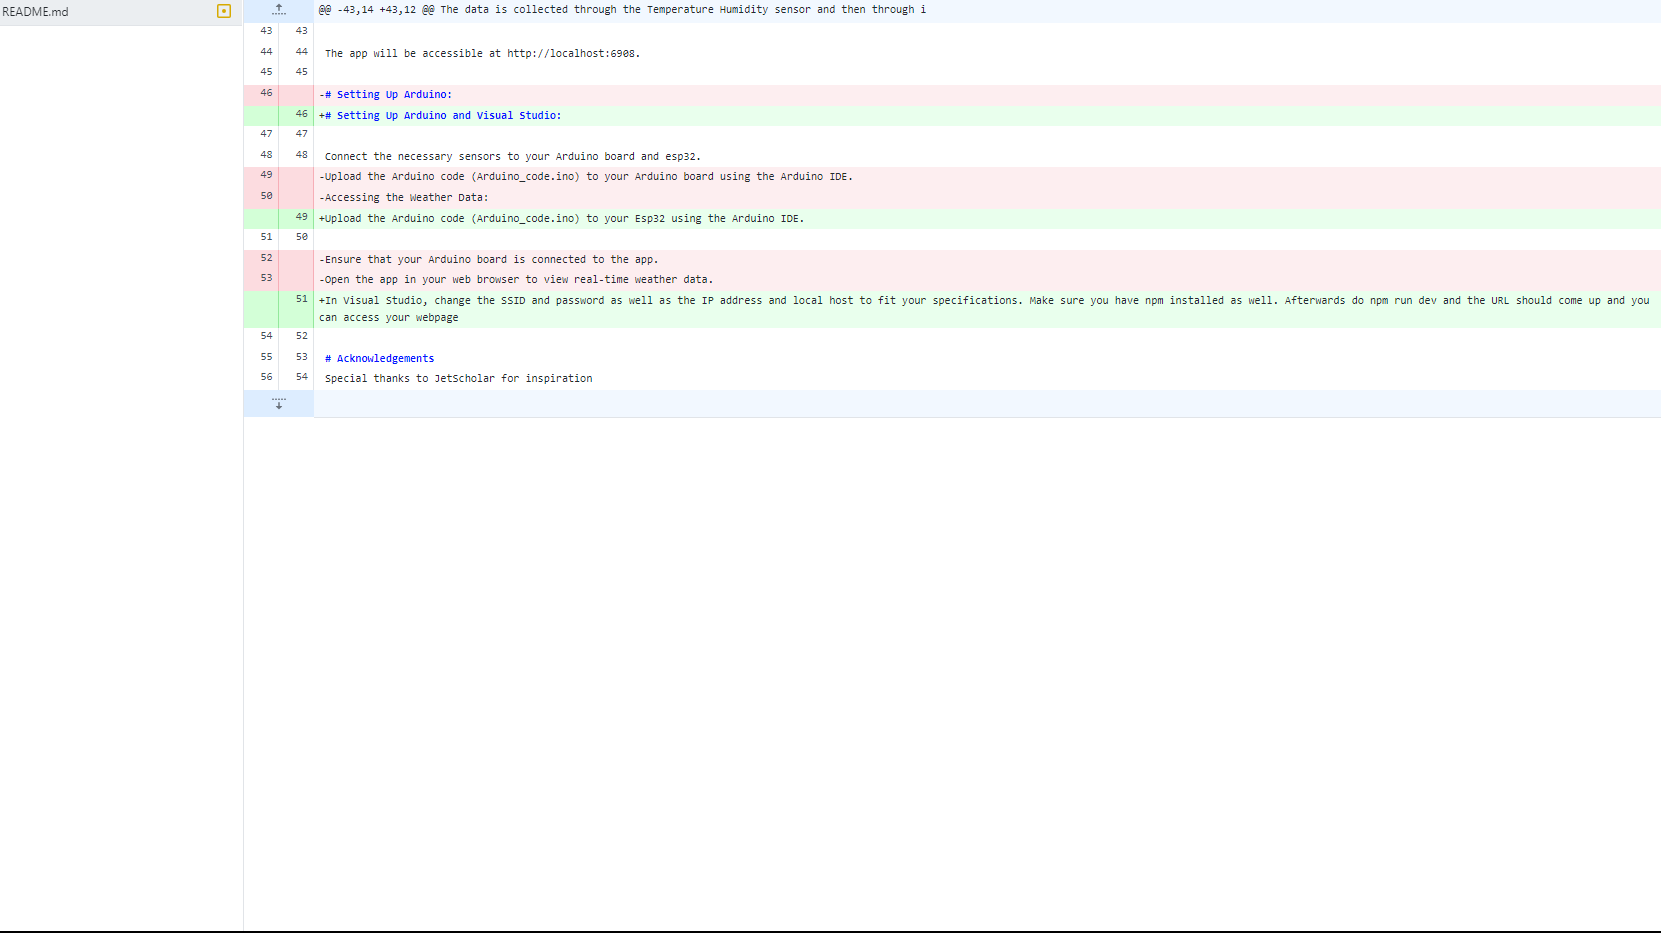 README.md
@@ -43,14 +43,12 @@ The data is collected through the Temperature Humidity sensor and then through i
43 43
44 44 The app will be accessible at http://localhost:6908.
45 45
46 -# Setting Up Arduino:
46 +# Setting Up Arduino and Visual Studio:
47 47
48 48 Connect the necessary sensors to your Arduino board and esp32.
49 -Upload the Arduino code (Arduino_code.ino) to your Arduino board using the Arduino IDE.
50 -Accessing the Weather Data:
49 +Upload the Arduino code (Arduino_code.ino) to your Esp32 using the Arduino IDE.
51 50
52 -Ensure that your Arduino board is connected to the app.
53 -Open the app in your web browser to view real-time weather data.
51 +In Visual Studio, change the SSID and password as well as the IP address and local host to fit your specifications. Make sure you have npm installed as well. Afterwards do npm run dev and the URL should come up and you
can access your webpage
54 52
55 53 # Acknowledgements
56 54 Special thanks to JetScholar for inspiration